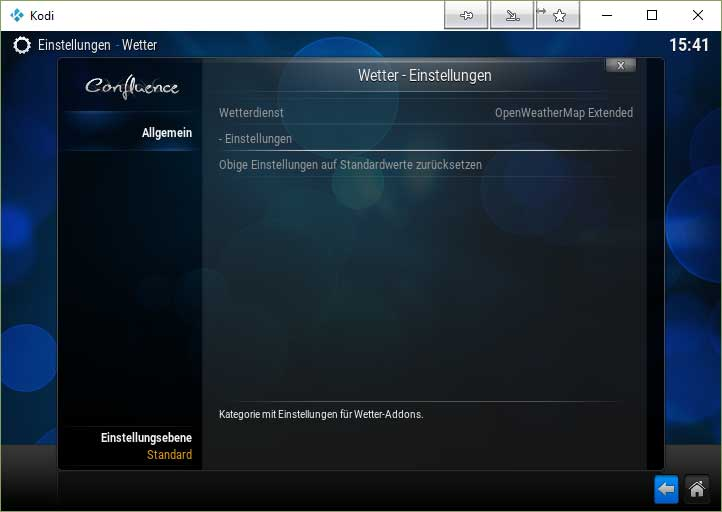 Kodi
Einstellungen - Wetter
15:41
Confluence
Wetter - Einstellungen
x
Allgemein
Wetterdienst OpenWeatherMap Extended
- Einstellungen
Obige Einstellungen auf Standardwerte zurücksetzen
Kategorie mit Einstellungen für Wetter-Addons.
Einstellungsebene
Standard